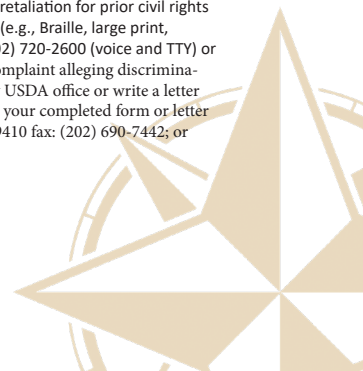 retaliation for prior civil rights
(e.g., Braille, large print,
02) 720-2600 (voice and TTY) or
omplaint alleging discrimina-
USDA office or write a letter
your completed form or letter
9410 fax: (202) 690-7442; or